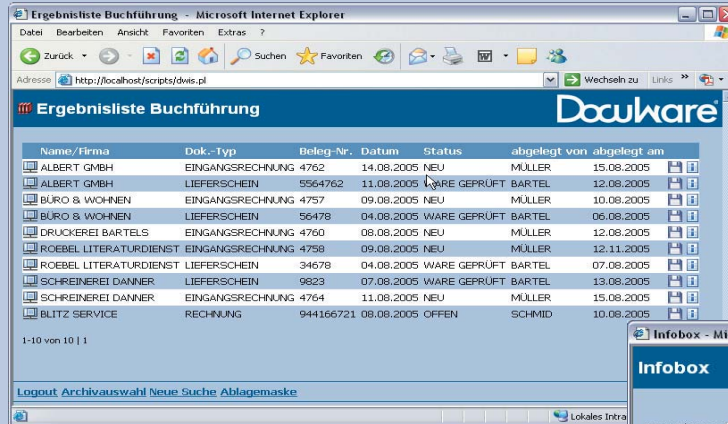 Ergebnisliste Buchführung - Microsoft Internet Explorer
Datei Bearbeiten Ansicht Favoriten Extras ?
Zurück Suchen Favoriten
Adresse http://localhost/scripts/dwis.pl Wechseln zu Links »
Ergebnisliste Buchführung DocuWare
Name/Firma Dok.-Typ Beleg-Nr. Datum Status abgelegt von abgelegt am
ALBERT GMBH EINGANGSRECHNUNG 4762 14.08.2005 NEU MÜLLER 15.08.2005
ALBERT GMBH LIEFERSCHEIN 5564762 11.08.2005 WARE GEPRÜFT BARTEL 12.08.2005
BÜRO & WOHNEN EINGANGSRECHNUNG 4757 09.08.2005 NEU MÜLLER 10.08.2005
BÜRO & WOHNEN LIEFERSCHEIN 56478 04.08.2005 WARE GEPRÜFT BARTEL 06.08.2005
DRUCKEREI BARTELS EINGANGSRECHNUNG 4760 08.08.2005 NEU MÜLLER 12.08.2005
ROEBEL LITERATURDIENST EINGANGSRECHNUNG 4758 09.08.2005 NEU MÜLLER 12.11.2005
ROEBEL LITERATURDIENST LIEFERSCHEIN 34678 04.08.2005 WARE GEPRÜFT BARTEL 07.08.2005
SCHREINEREI DANNER LIEFERSCHEIN 9823 07.08.2005 WARE GEPRÜFT BARTEL 13.08.2005
SCHREINEREI DANNER EINGANGSRECHNUNG 4764 11.08.2005 NEU MÜLLER 15.08.2005
BLITZ SERVICE RECHNUNG 944166721 08.08.2005 OFFEN SCHMID 10.08.2005
1-10 von 10 | 1
Infobox - Mi
Infobox
Logout Archivauswahl Neue Suche Ablagemaske
Lokales Intra